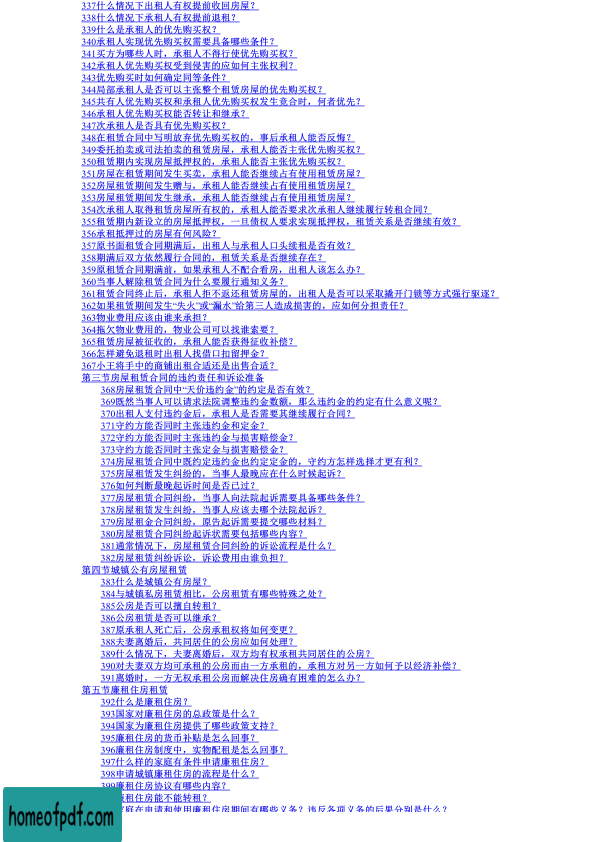 337什么情况下出租人有权提前收回房屋？
338什么情况下承租人有权提前退租？
339什么是承租人的优先购买权？
340承租人实现优先购买权需要具备哪些条件？
341买方为哪些人时，承租人不得行使优先购买权？
342承租人优先购买权受到侵害的应如何主张权利？
343优先购买时如何确定同等条件？
344局部承租人是否可以主张整个租赁房屋的优先购买权？
345共有人优先购买权和承租人优先购买权发生竞合时，何者优先？
346承租人优先购买权能否转让和继承？
347次承租人是否具有优先购买权？
348在租赁合同中写明放弃优先购买权的，事后承租人能否反悔？
349委托拍卖或司法拍卖的租赁房屋，承租人能否主张优先购买权？
350租赁期内实现房屋抵押权的，承租人能否主张优先购买权？
351房屋在租赁期间发生买卖，承租人能否继续占有使用租赁房屋？
352房屋租赁期间发生赠与，承租人能否继续占有使用租赁房屋？
353房屋租赁期间发生继承，承租人能否继续占有使用租赁房屋？
354次承租人取得租赁房屋所有权的，承租人能否要求次承租人继续履行转租合同？
355租赁期内新设立的房屋抵押权，一旦债权人要求实现抵押权，租赁关系是否继续有效？
356承租抵押过的房屋有何风险？
357原书面租赁合同期满后，出租人与承租人口头续租是否有效？
358期满后双方依然履行合同的，租赁关系是否继续存在？
359原租赁合同期满前，如果承租人不配合看房，出租人该怎么办？
360当事人解除租赁合同为什么要履行通知义务？
361租赁合同终止后，承租人拒不返还租赁房屋的，出租人是否可以采取撬开门锁等方式强行驱逐？
362如果租赁期间发生“失火”或“漏水”给第三人造成损害的，应如何分担责任？
363物业费用应该由谁来承担？
364拖欠物业费用的，物业公司可以找谁索要？
365租赁房屋被征收的，承租人能否获得征收补偿？
366怎样避免退租时出租人找借口扣留押金？
367小王将手中的商铺出租合适还是出售合适？
第三节房屋租赁合同的违约责任和诉讼准备
368房屋租赁合同中“天价违约金”的约定是否有效？
369既然当事人可以请求法院调整违约金数额，那么违约金的约定有什么意义呢？
370出租人支付违约金后，承租人是否需要其继续履行合同？
371守约方能否同时主张违约金和定金？
372守约方能否同时主张违约金与损害赔偿金？
373守约方能否同时主张定金与损害赔偿金？
374房屋租赁合同中既约定违约金也约定定金的，守约方怎样选择才更有利？
375房屋租赁发生纠纷的，当事人最晚应在什么时候起诉？
376如何判断最晚起诉时间是否已过？
377房屋租赁合同纠纷，当事人向法院起诉需要具备哪些条件？
378房屋租赁发生纠纷，当事人应该去哪个法院起诉？
379房屋租金合同纠纷，原告起诉需要提交哪些材料？
380房屋租赁合同纠纷起诉状需要包括哪些内容？
381通常情况下，房屋租赁合同纠纷的诉讼流程是什么？
382房屋租赁纠纷诉讼，诉讼费用由谁负担？
第四节城镇公有房屋租赁
383什么是城镇公有房屋？
384与城镇私房租赁相比，公房租赁有哪些特殊之处？
385公房是否可以擅自转租？
386公房租赁是否可以继承？
387原承租人死亡后，公房承租权将如何变更？
388夫妻离婚后，共同居住的公房应如何处理？
389什么情况下，夫妻离婚后，双方均有权承租共同居住的公房？
390对夫妻双方均可承租的公房而由一方承租的，承租方对另一方如何予以经济补偿？
391离婚时，一方无权承租公房而解决住房确有困难的怎么办？
第五节廉租住房租赁
392什么是廉租住房？
393国家对廉租住房的总政策是什么？
394国家为廉租住房提供了哪些政策支持？
395廉租住房的货币补贴是怎么回事？
396廉租住房制度中，实物配租是怎么回事？
397什么样的家庭有条件申请廉租住房？
398申请城镇廉租住房的流程是什么？
399廉租住房协议有哪些内容？
廉租住房能不能转租？
家庭在申请和使用廉租住房期间有哪些义务？违反各项义务的后果分别是什么？
homeofpdf.com